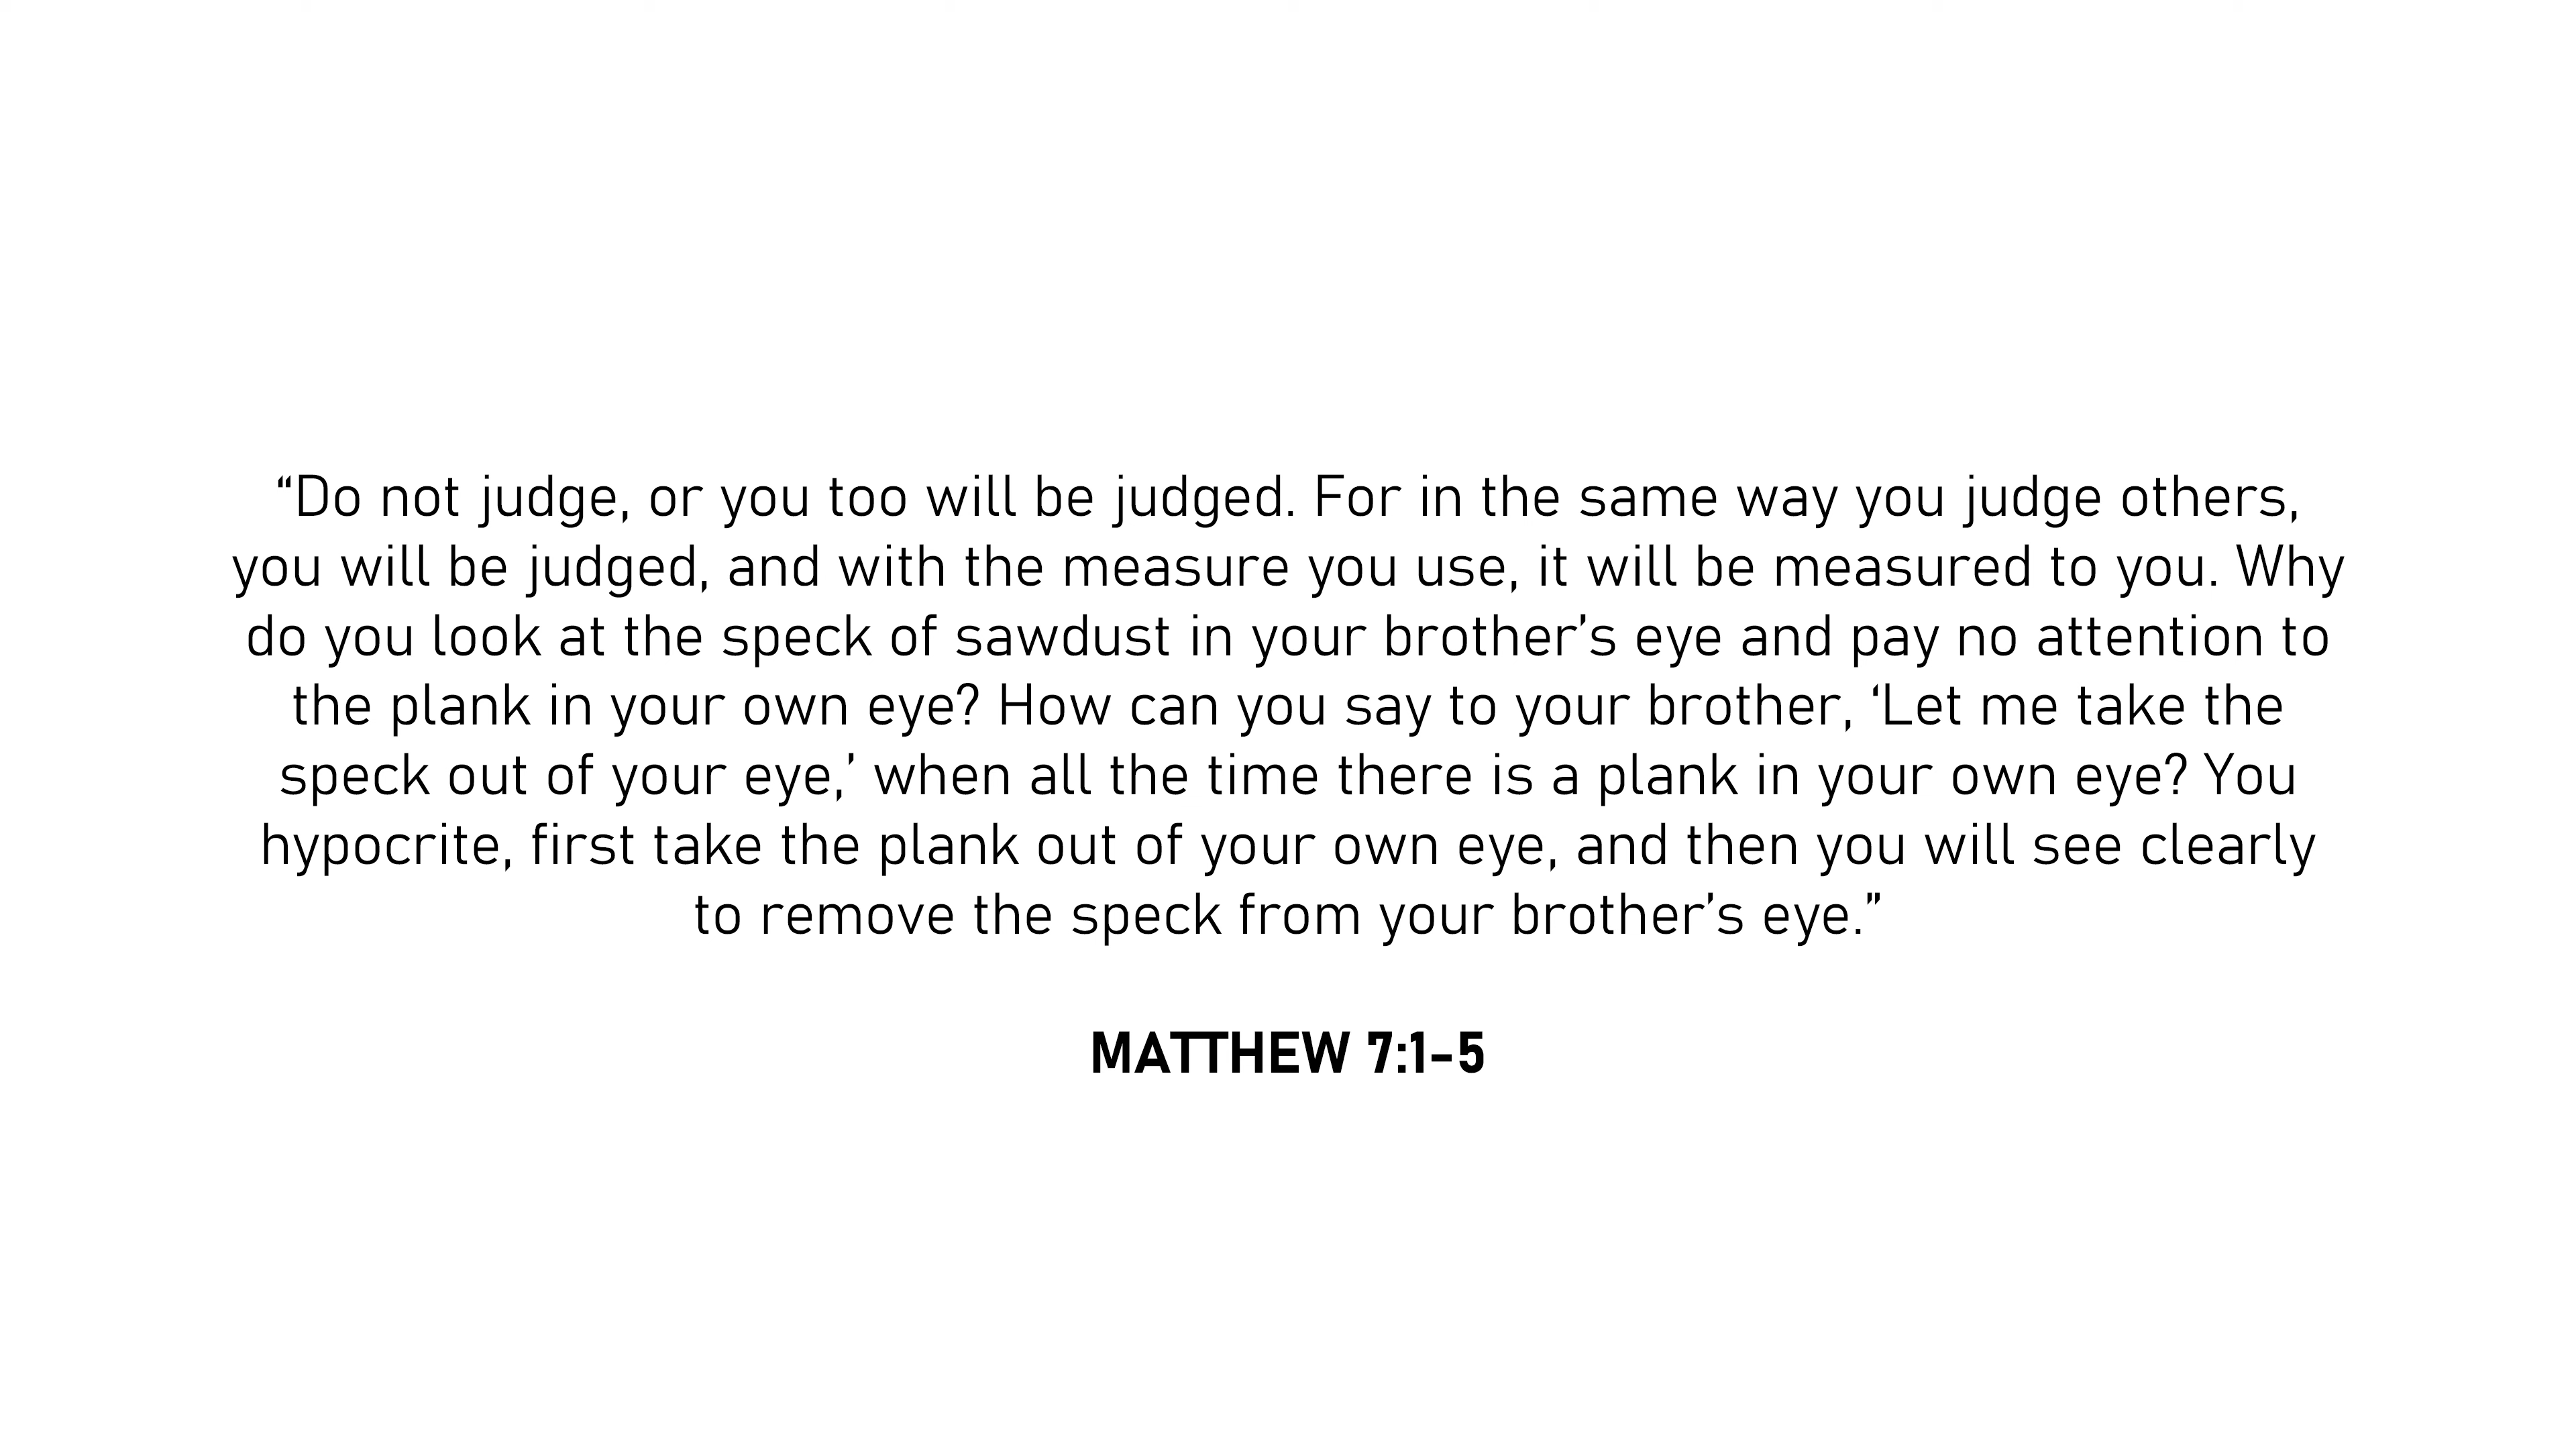 “Do not judge, or you too will be judged. For in the same way you judge others,
you will be judged, and with the measure you use, it will be measured to you. Why
do you look at the speck of sawdust in your brother’s eye and pay no attention to
the plank in your own eye? How can you say to your brother, ‘Let me take the
speck out of your eye,’ when all the time there is a plank in your own eye? You
hypocrite, first take the plank out of your own eye, and then you will see clearly
to remove the speck from your brother’s eye.”
MATTHEW 7:1-5